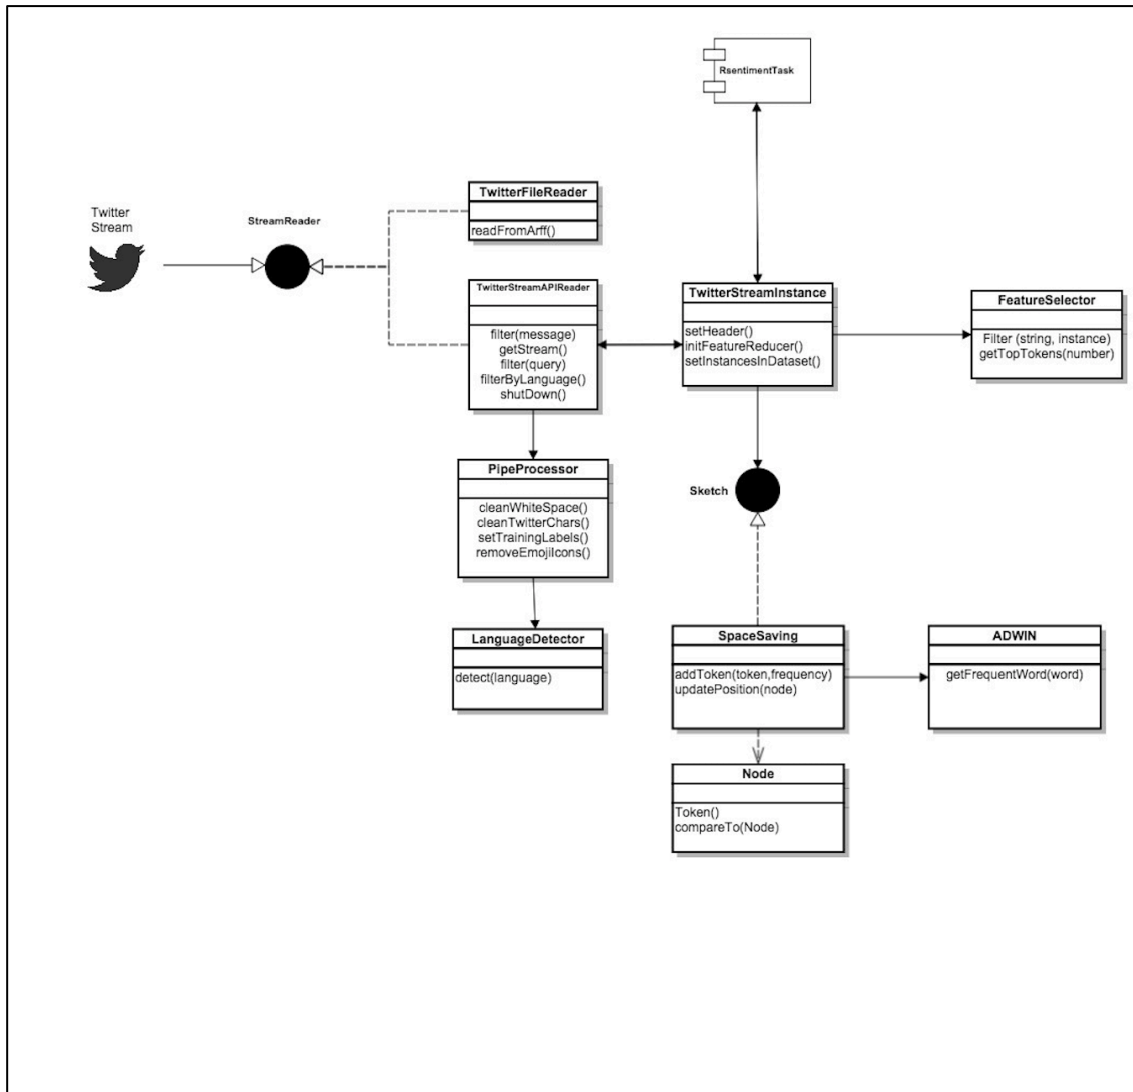 RsentimentTask
Twitter
Stream
StreamReader
TwitterFileReader
readFromArff()
TwitterStreamAPIReader
filter(message)
getStream()
filter(query)
filterByLanguage()
shutDown()
TwitterStreamInstance
setHeader()
initFeatureReducer()
setInstancesInDataset()
FeatureSelector
Filter (string, instance)
getTopTokens(number)
PipeProcessor
cleanWhiteSpace()
cleanTwitterChars()
setTrainingLabels()
removeEmojiIcons()
Sketch
LanguageDetector
detect(language)
SpaceSaving
addToken(token,frequency)
updatePosition(node)
ADWIN
getFrequentWord(word)
Node
Token()
compareTo(Node)